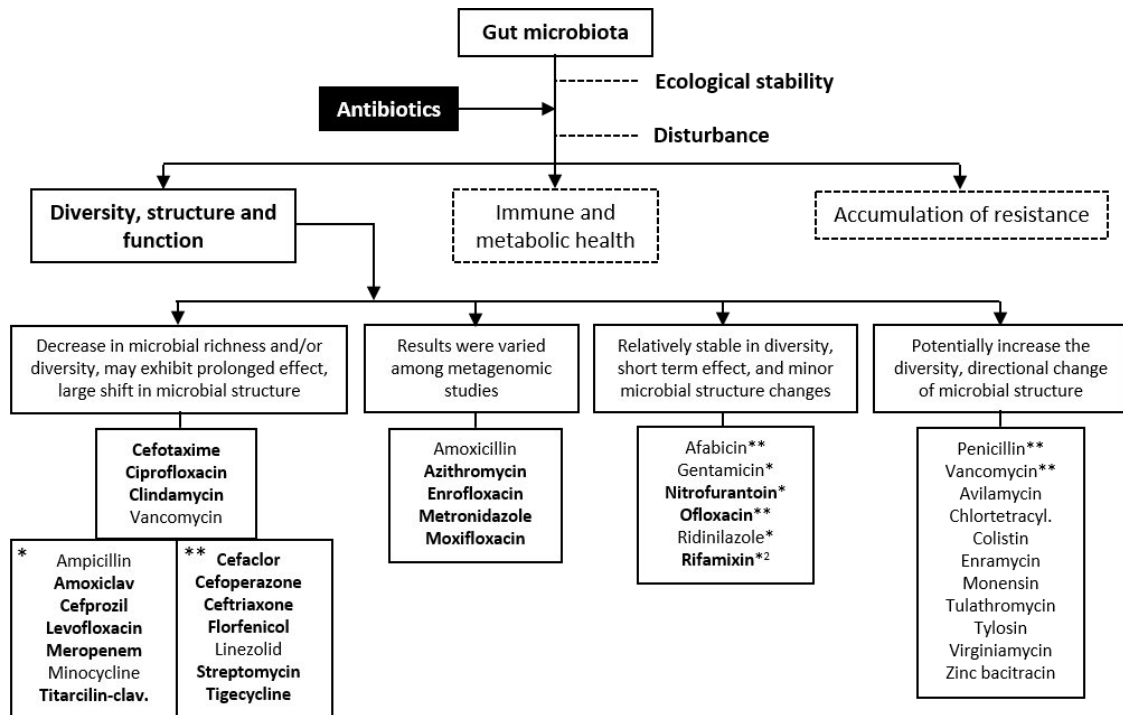 Gut microbiota
Ecological stability
Antibiotics
Disturbance
Diversity, structure and
function
Immune and
metabolic health
Accumulation of resistance
Decrease in microbial richness and/or
diversity, may exhibit prolonged effect,
large shift in microbial structure
Results were varied
among metagenomic
studies
Relatively stable in diversity,
short term effect, and minor
microbial structure changes
Potentially increase the
diversity, directional change
of microbial structure
Cefotaxime
Ciprofloxacin
Clindamycin
Vancomycin
*
Ampicillin
Amoxiclav
Cefprozil
Levofloxacin
Meropenem
Minocycline
Titarcilin-clav.
**
Cefaclor
Cefoperazone
Ceftriaxone
Florfenicol
Linezolid
Streptomycin
Tigecycline
Amoxicillin
Azithromycin
Enrofloxacin
Metronidazole
Moxifloxacin
Afabicin**
Gentamicin*
Nitrofurantoin*
Ofloxacin**
Ridinilazole*
Rifamixin*2
Penicillin**
Vancomycin**
Avilamycin
Chlortetracyl.
Colistin
Enramycin
Monensin
Tulathromycin
Tylosin
Virginiamycin
Zinc bacitracin